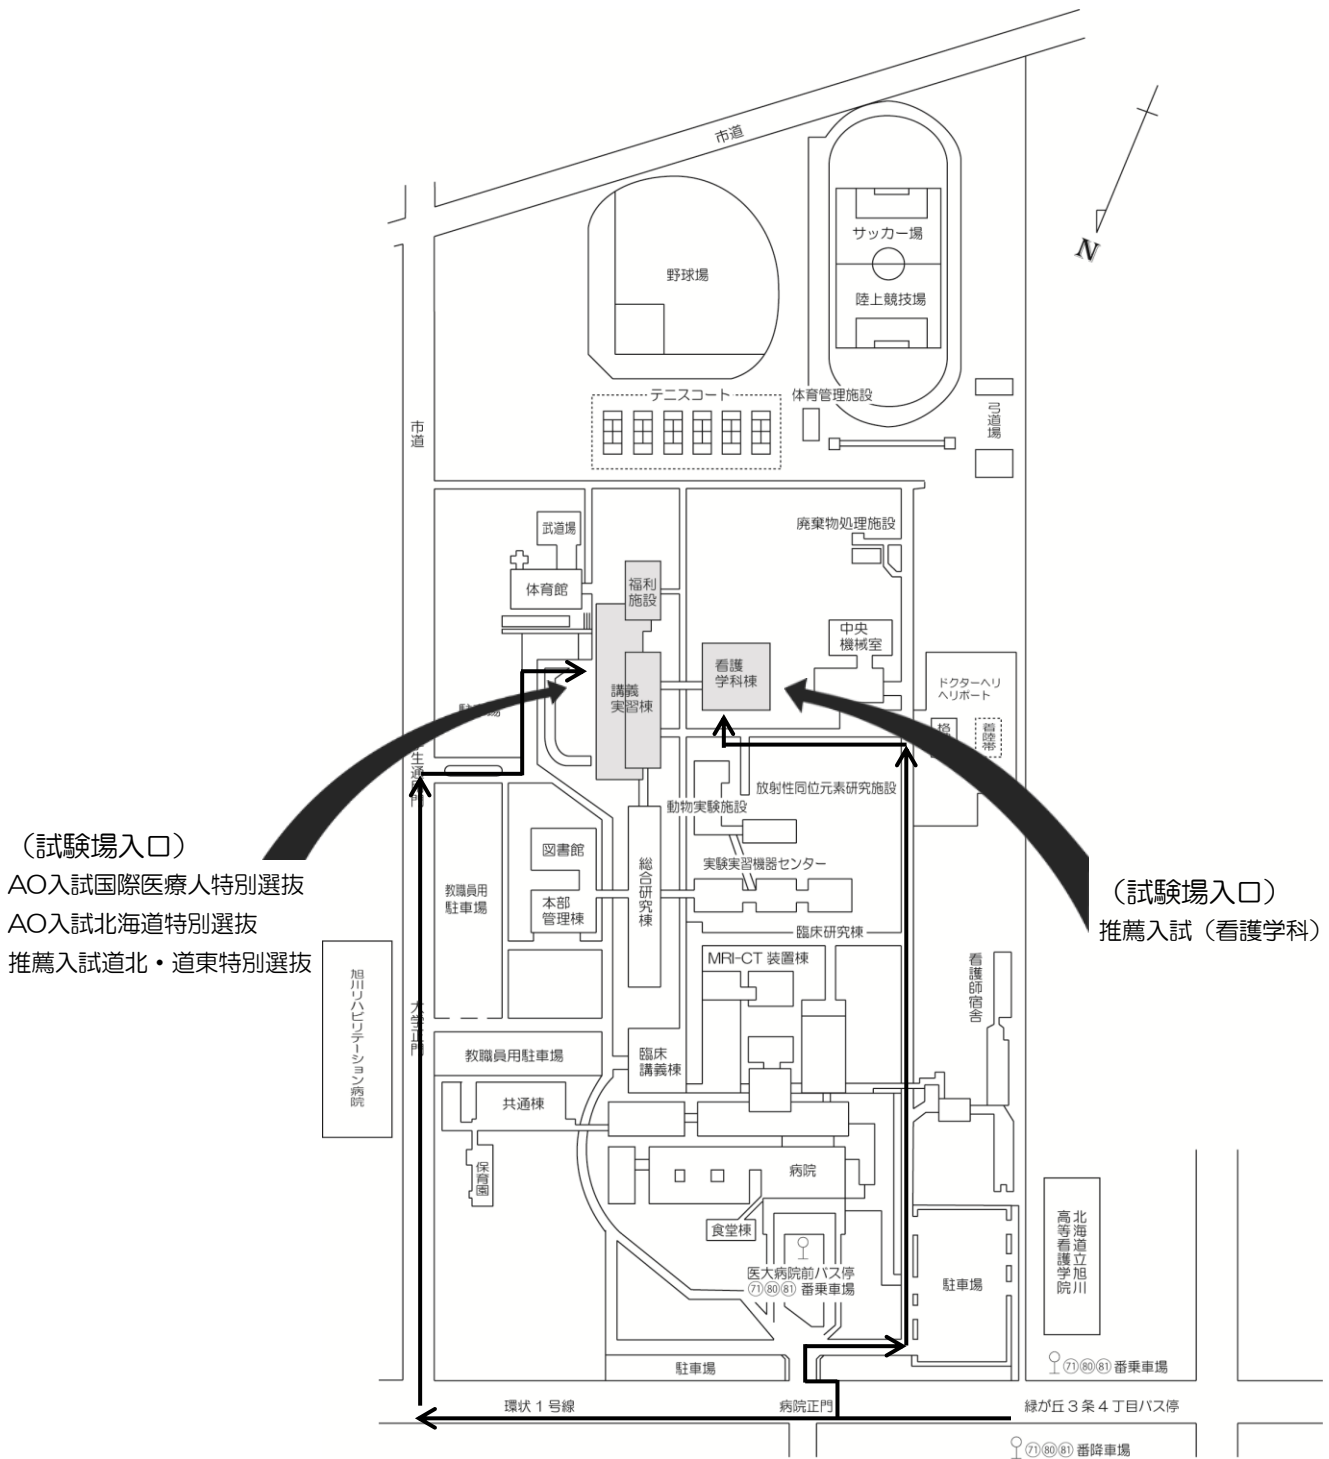 市道
N
サッカー場
陸上競技場
野球場
テニスコート
体育管理施設
弓道場
市道
武道場
体育館
福利
施設
廃棄物処理施設
中央
機械室
看護
学科棟
講義
実習棟
ドクターヘリ
ヘリポート
着陸帯
放射性同位元素研究施設
動物実験施設
（試験場入口）
AO入試国際医療人特別選抜
AO入試北海道特別選抜
推薦入試道北・道東特別選抜
（試験場入口）
推薦入試（看護学科）
図書館
実験実習機器センター
総合研究棟
教職員用
駐車場
本部
管理棟
臨床研究棟
MRI-CT 装置棟
看護師宿舎
旭川リハビリテーション病院
大学正門
教職員用駐車場
臨床
講義棟
共通棟
保育園
病院
食堂棟
医大病院前バス停
71 80 81 番乗車場
駐車場
北海道立旭川
高等看護学院
駐車場
71 80 81 番乗車場
環状 1 号線
病院正門
緑が丘 3 条 4 丁目バス停
71 80 81 番降車場